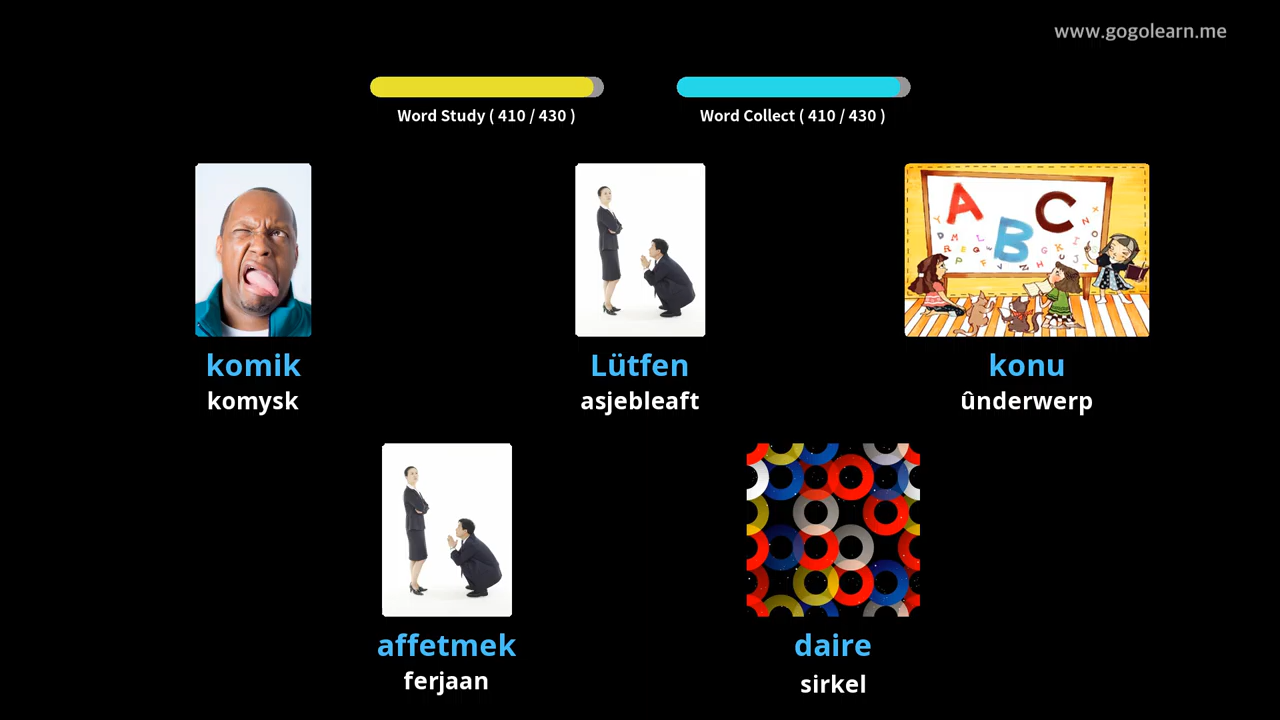 www.gogolearn.me
Word Study ( 410 / 430 )
Word Collect ( 410 / 430 )
komik
komysk
Lütfen
asjebleaft
konu
ûnderwerp
affetmek
ferjaan
daire
sirkel